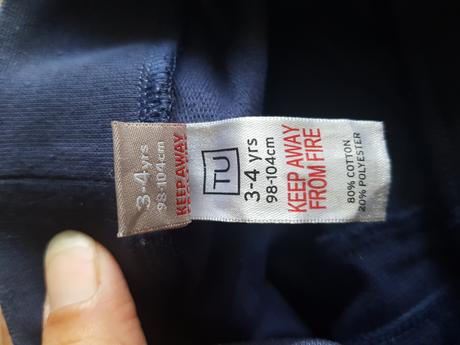 3-4 yrs
98-104cm
KEEP AWAY
TU
3-4 yrs
98-104cm
KEEP AWAY
FROM FIRE
80% COTTON
20% POLYESTER